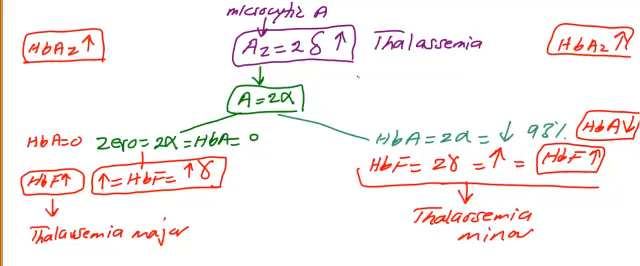 microcytic A
HbA2 ↑
A2 = 2δ ↑ Thalassemia
HbA2 ↑
A = 2α
HbA=0 Zero = 2α = HbA = 0
HbA = 2α = ↓ 98% HbA↓
HbF↑ ↑ = HbF = ↑γ
HbF = 2γ = ↑ = HbF ↑
Thalassemia major
Thalassemia
minor